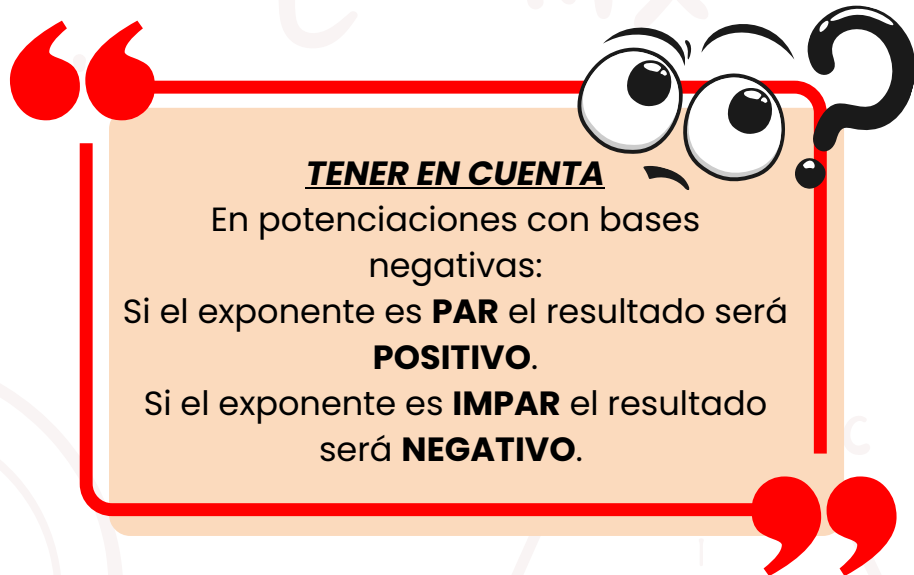 TENER EN CUENTA
En potenciaciones con bases
negativas:
Si el exponente es PAR el resultado será
POSITIVO.
Si el exponente es IMPAR el resultado
será NEGATIVO.